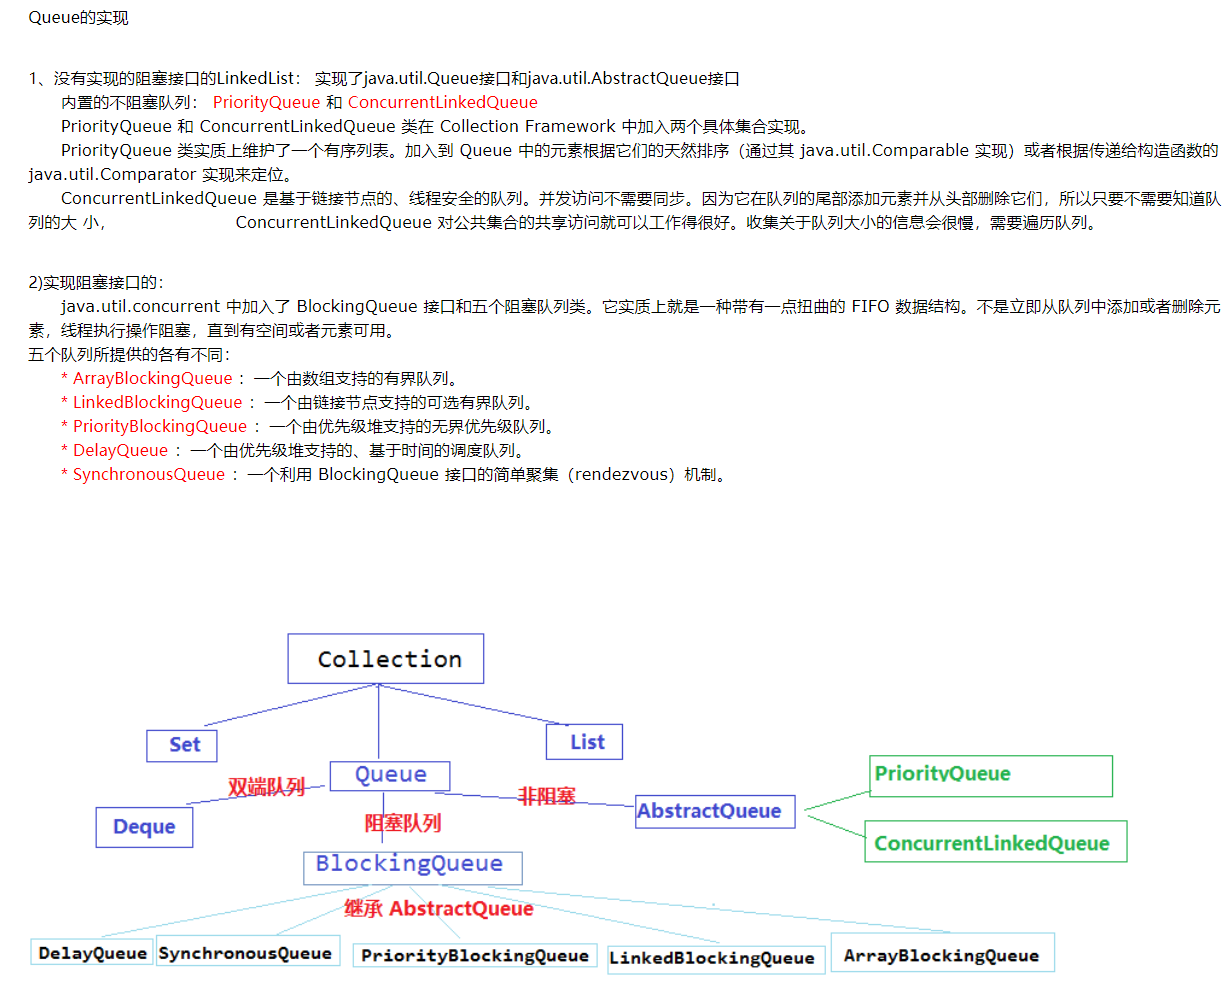 Queue的实现
1、没有实现的阻塞接口的LinkedList： 实现了java.util.Queue接口和java.util.AbstractQueue接口
内置的不阻塞队列： PriorityQueue 和 ConcurrentLinkedQueue
PriorityQueue 和 ConcurrentLinkedQueue 类在 Collection Framework 中加入两个具体集合实现。
PriorityQueue 类实质上维护了一个有序列表。加入到 Queue 中的元素根据它们的天然排序（通过其 java.util.Comparable 实现）或者根据传递给构造函数的
java.util.Comparator 实现来定位。
ConcurrentLinkedQueue 是基于链接节点的、线程安全的队列。并发访问不需要同步。因为它在队列的尾部添加元素并从头部删除它们，所以只要不需要知道队
列的大 小， ConcurrentLinkedQueue 对公共集合的共享访问就可以工作得很好。收集关于队列大小的信息会很慢，需要遍历队列。
2)实现阻塞接口的：
java.util.concurrent 中加入了 BlockingQueue 接口和五个阻塞队列类。它实质上就是一种带有一点扭曲的 FIFO 数据结构。不是立即从队列中添加或者删除元
素，线程执行操作阻塞，直到有空间或者元素可用。
五个队列所提供的各有不同：
* ArrayBlockingQueue ：一个由数组支持的有界队列。
* LinkedBlockingQueue ：一个由链接节点支持的可选有界队列。
* PriorityBlockingQueue ：一个由优先级堆支持的无界优先级队列。
* DelayQueue ：一个由优先级堆支持的、基于时间的调度队列。
* SynchronousQueue ：一个利用 BlockingQueue 接口的简单聚集（rendezvous）机制。
Collection
Set
List
Queue
双端队列
非阻塞
PriorityQueue
AbstractQueue
Deque
阻塞队列
ConcurrentLinkedQueue
BlockingQueue
继承 AbstractQueue
DelayQueue
SynchronousQueue
PriorityBlockingQueue
LinkedBlockingQueue
ArrayBlockingQueue